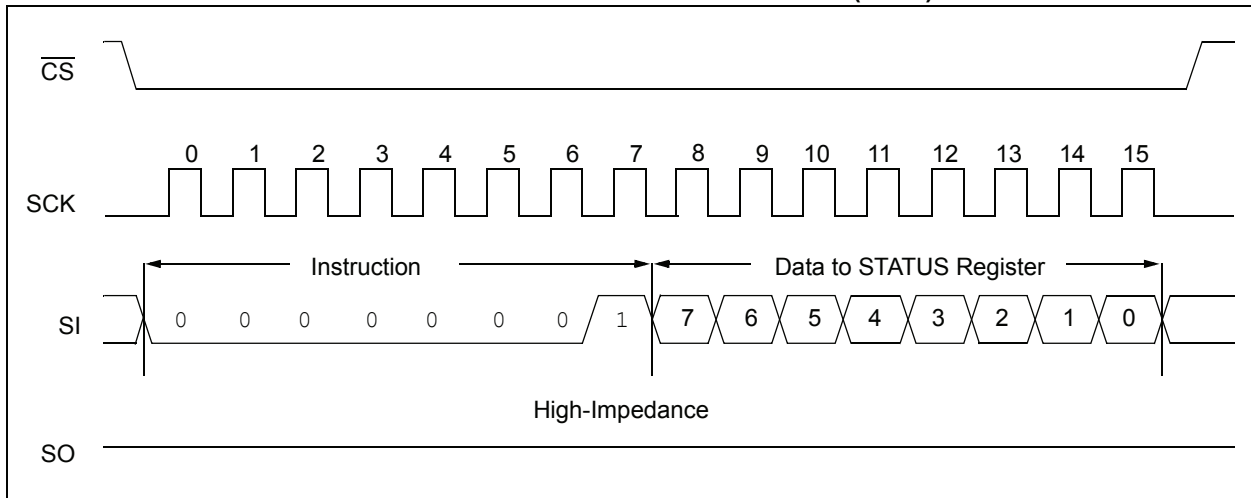 CS
0 1 2 3 4 5 6 7 8 9 10 11 12 13 14 15
SCK
Instruction Data to STATUS Register
SI 0 0 0 0 0 0 0 1 7 6 5 4 3 2 1 0
High-Impedance
SO